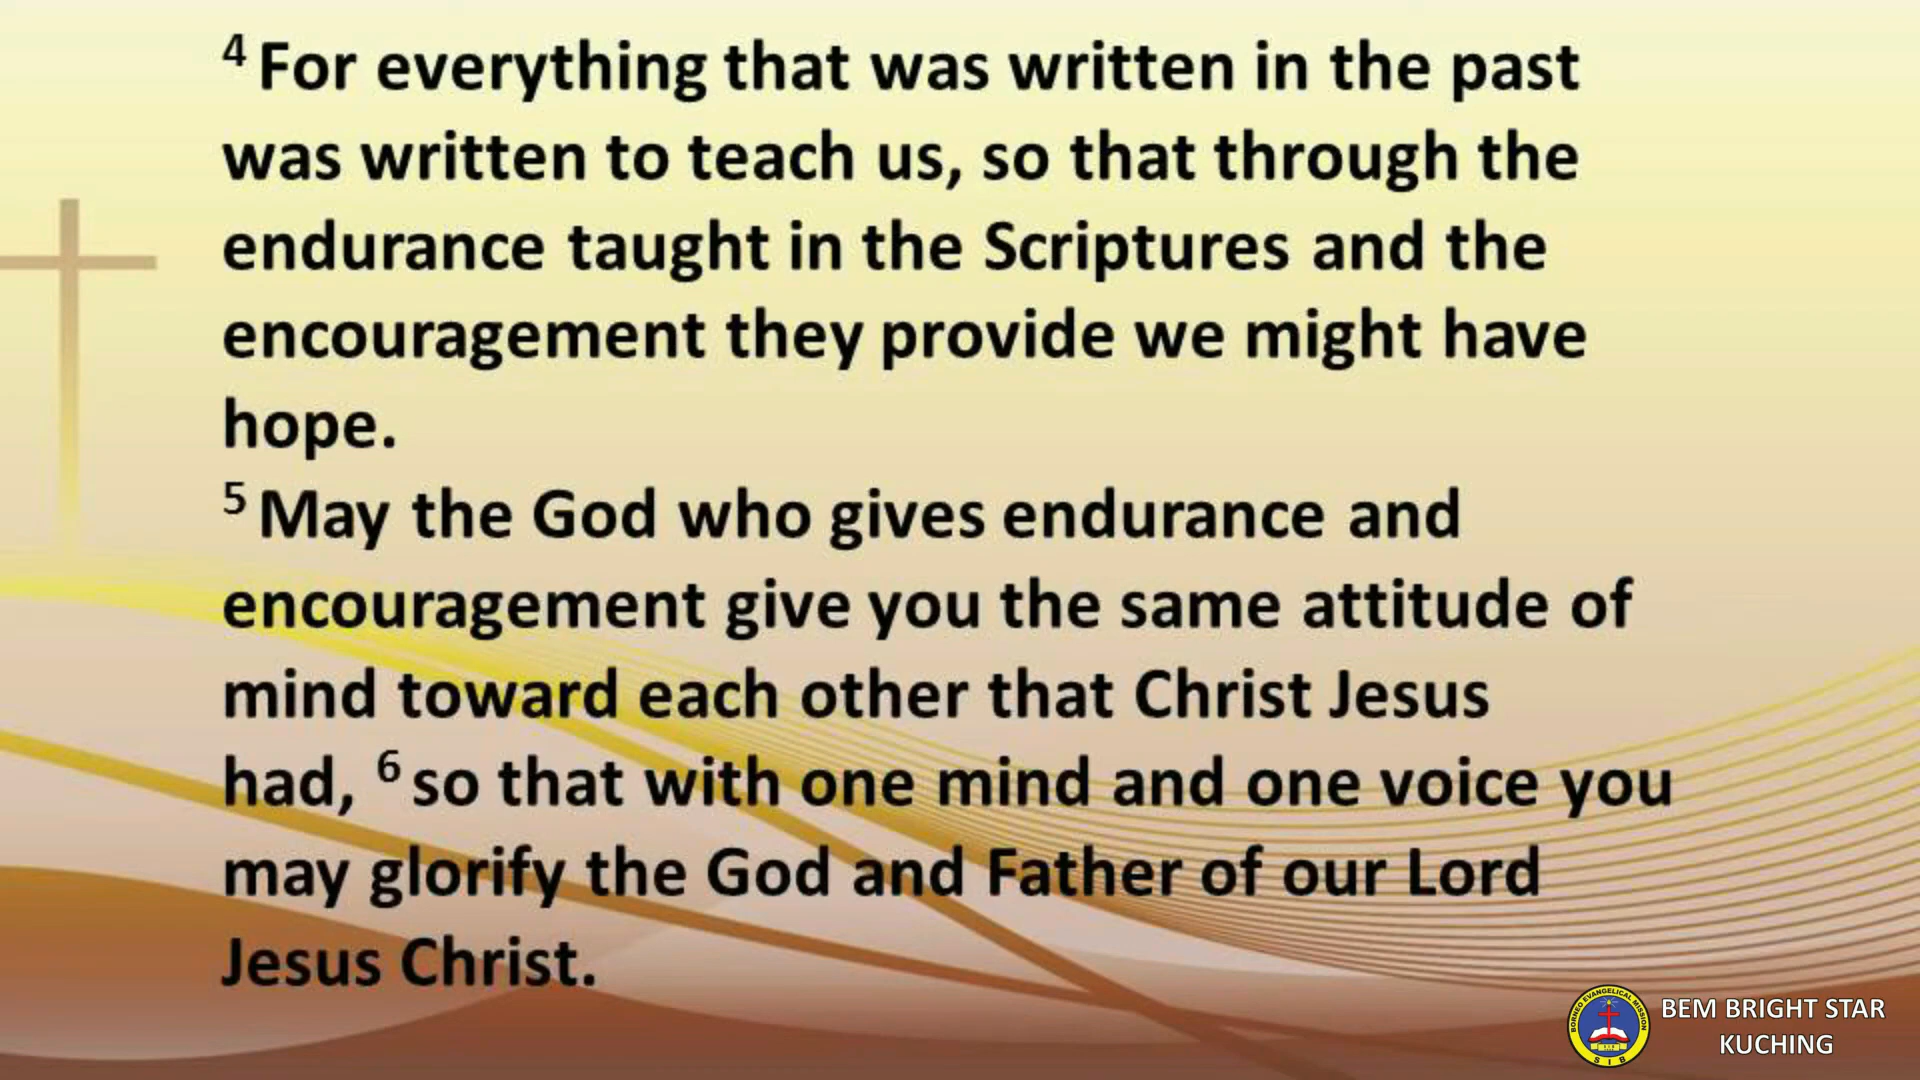 4 For everything that was written in the past
was written to teach us, so that through the
endurance taught in the Scriptures and the
encouragement they provide we might have
hope.
5 May the God who gives endurance and
encouragement give you the same attitude of
mind toward each other that Christ Jesus
had, 6 so that with one mind and one voice you
may glorify the God and Father of our Lord
Jesus Christ.
BORNEO EVANGELICAL MISSION
S I B
BEM BRIGHT STAR
KUCHING